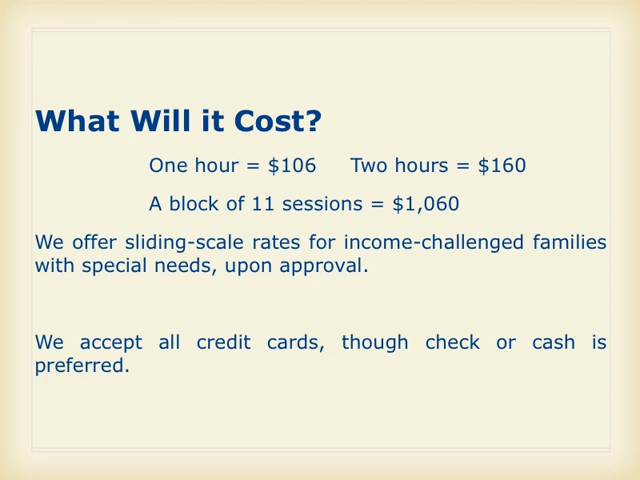 What Will it Cost?
One hour = $106 Two hours = $160
A block of 11 sessions = $1,060
We offer sliding-scale rates for income-challenged families
with special needs, upon approval.
We accept all credit cards, though check or cash is
preferred.